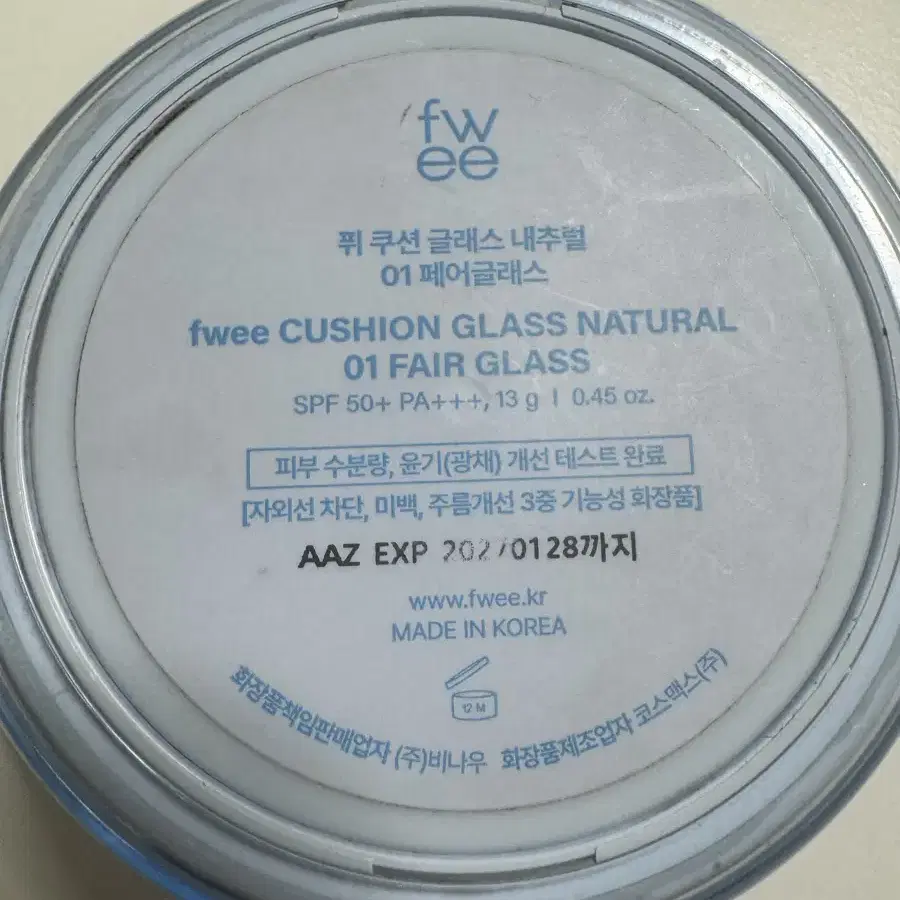 fw
ee
퓌 쿠션 글래스 내추럴
01 페어글래스
fwee CUSHION GLASS NATURAL
01 FAIR GLASS
SPF 50+ PA+++, 13 g | 0.45 oz.
피부 수분량, 윤기(광채) 개선 테스트 완료
[자외선 차단, 미백, 주름개선 3중 기능성 화장품]
AAZ EXP 20270128까지
www.fwee.kr
MADE IN KOREA
12 M
화장품책임판매업자 (주)비나우 화장품제조업자 코스맥스(주)